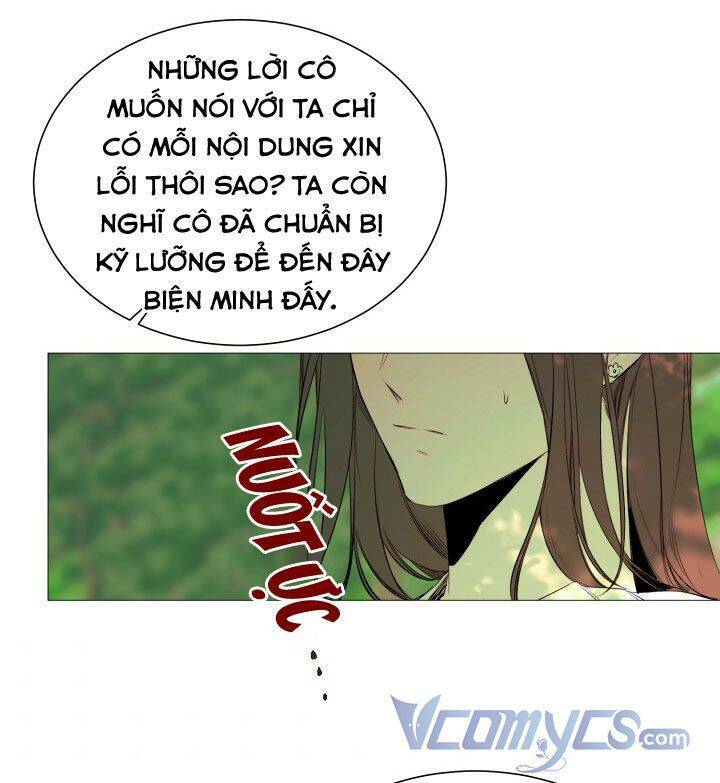 NHỮNG LỜI CÔ
MUỐN NÓI VỚI TA CHỈ
CÓ MỖI NỘI DUNG XIN
LỖI THÔI SAO? TA CÒN
NGHĨ CÔ ĐÃ CHUẨN BỊ
KỸ LƯỠNG ĐỂ ĐẾN ĐÂY
BIỆN MINH ĐẤY.
NUỐT ỰC
...
VCOMYCS.com